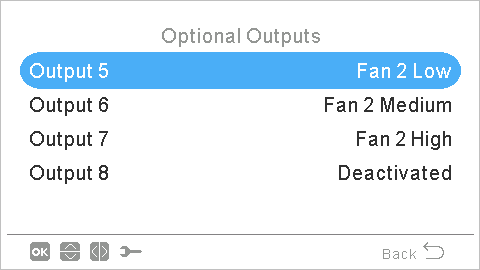 Optional Outputs
Output 5 Fan 2 Low
Output 6 Fan 2 Medium
Output 7 Fan 2 High
Output 8 Deactivated
OK Back